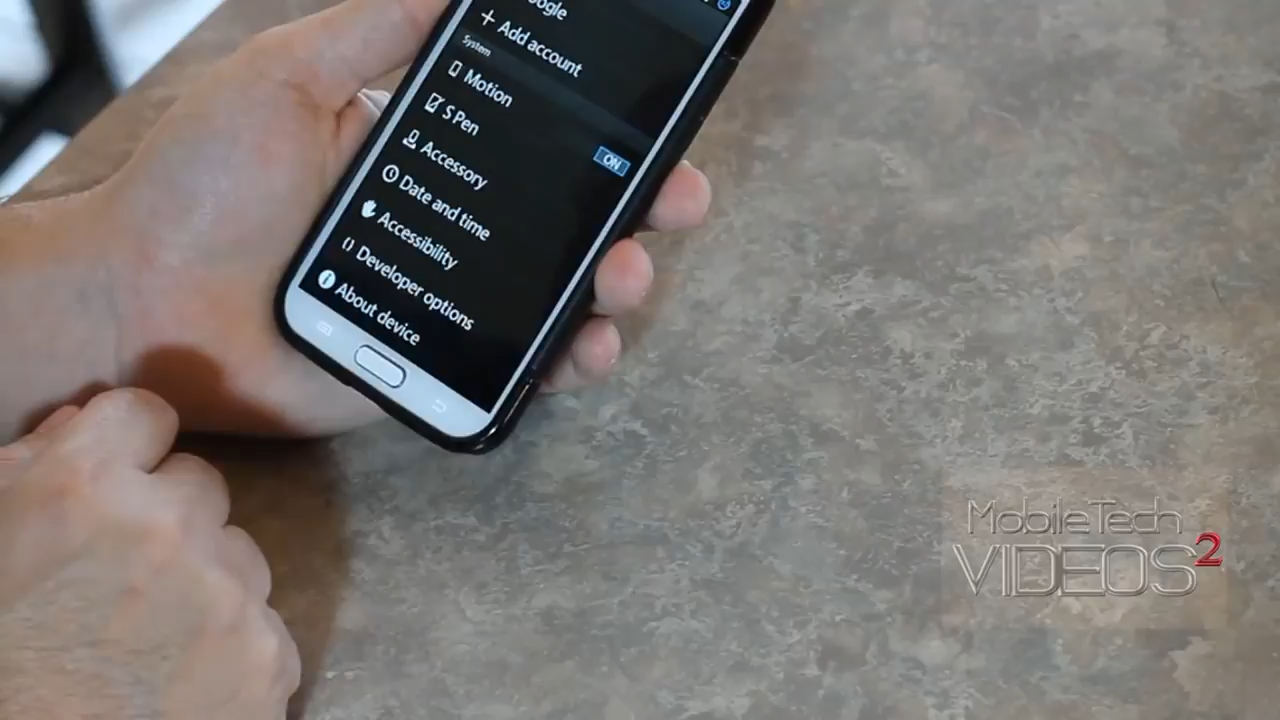 Add account
System
Motion
S Pen
ON
Accessory
Date and time
Accessibility
Developer options
About device
MobileTech
VIDEOS2